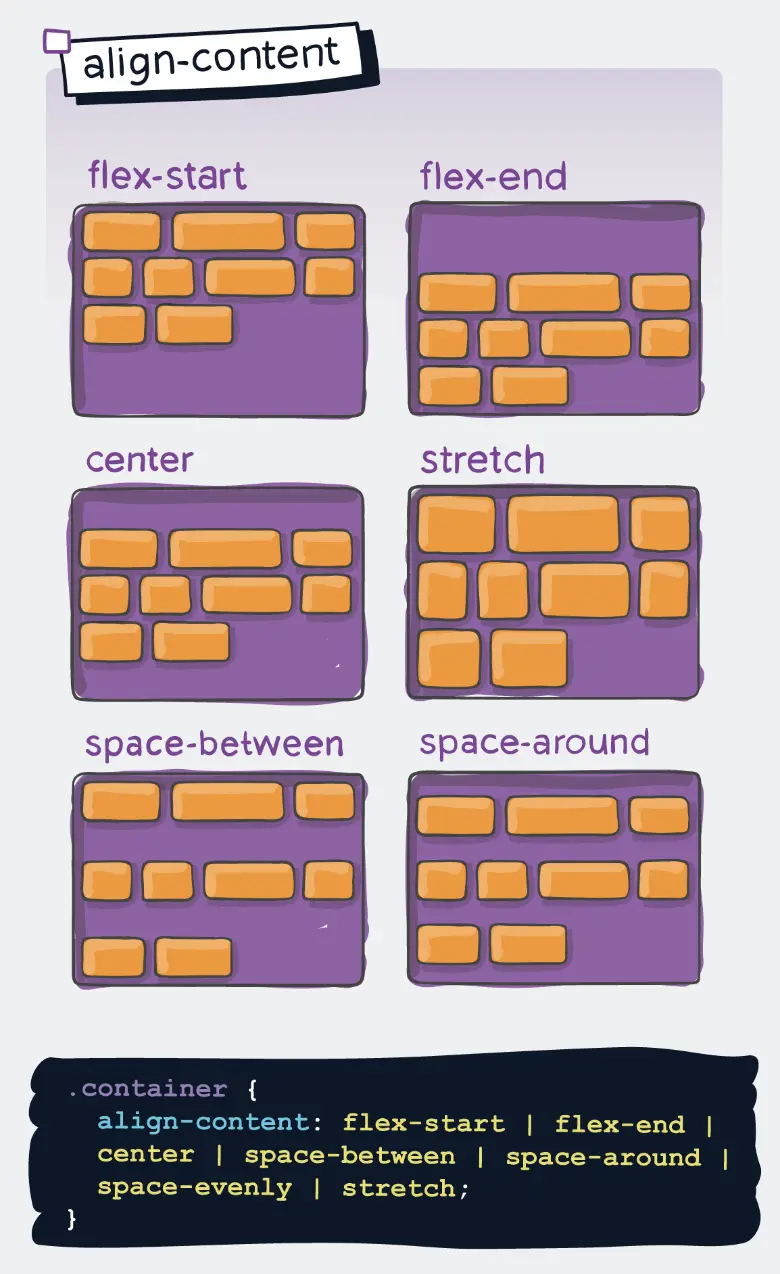 align-content
flex-start
flex-end
center
stretch
space-between
space-around
.container {
align-content: flex-start | flex-end |
center | space-between | space-around |
space-evenly | stretch;
}